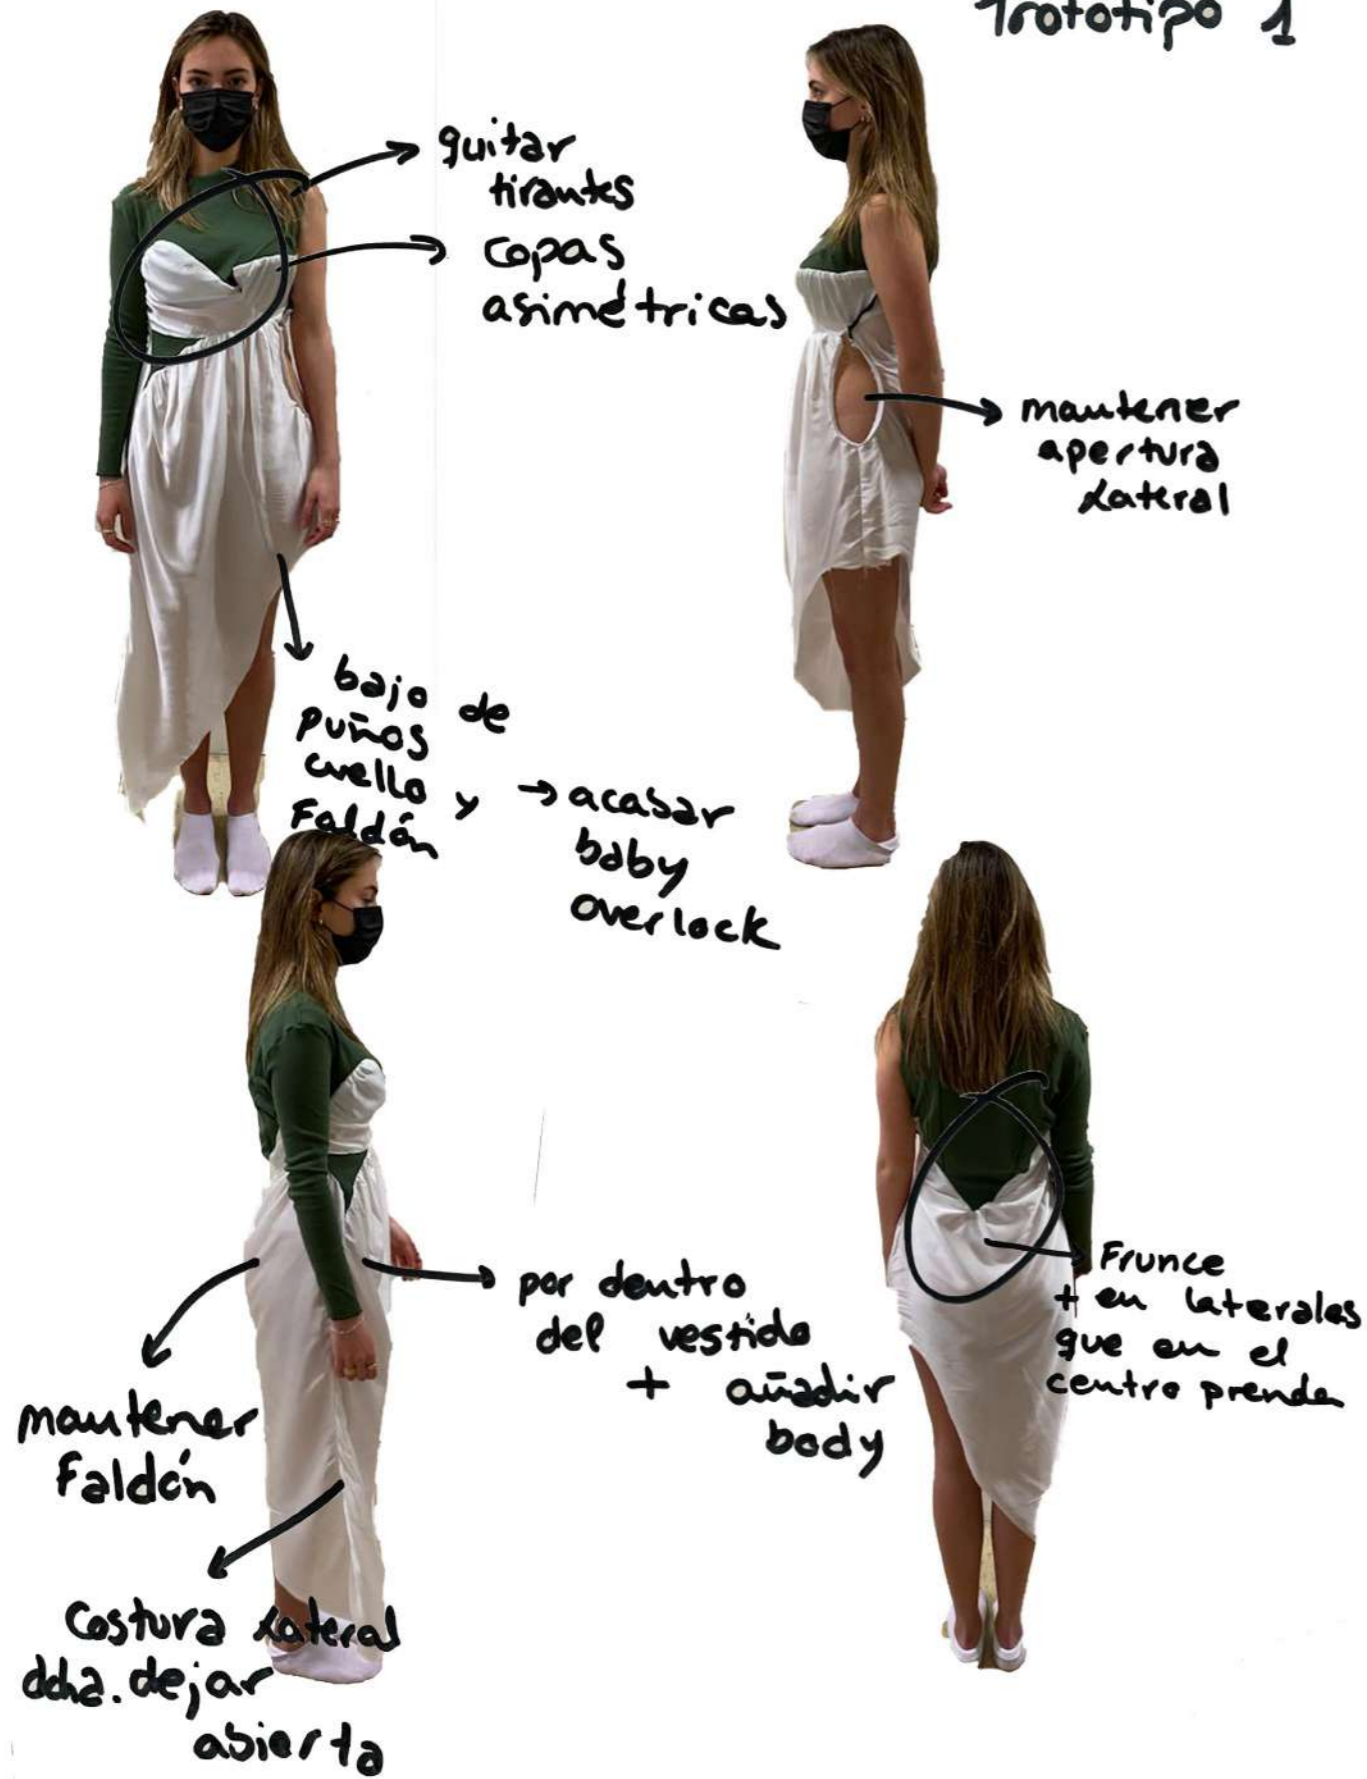 Prototipo 1
quitar
tirantes
copas
asimétricas
mantener
apertura
lateral
bajo de
puños
cuello y
Faldón
→ acabar
baby
overlock
por dentro
del vestido
+ añadir
body
Frunce
+ en laterales
que en el
centro prenda
mantener
Faldón
Costura lateral
dcha. dejar
abierta